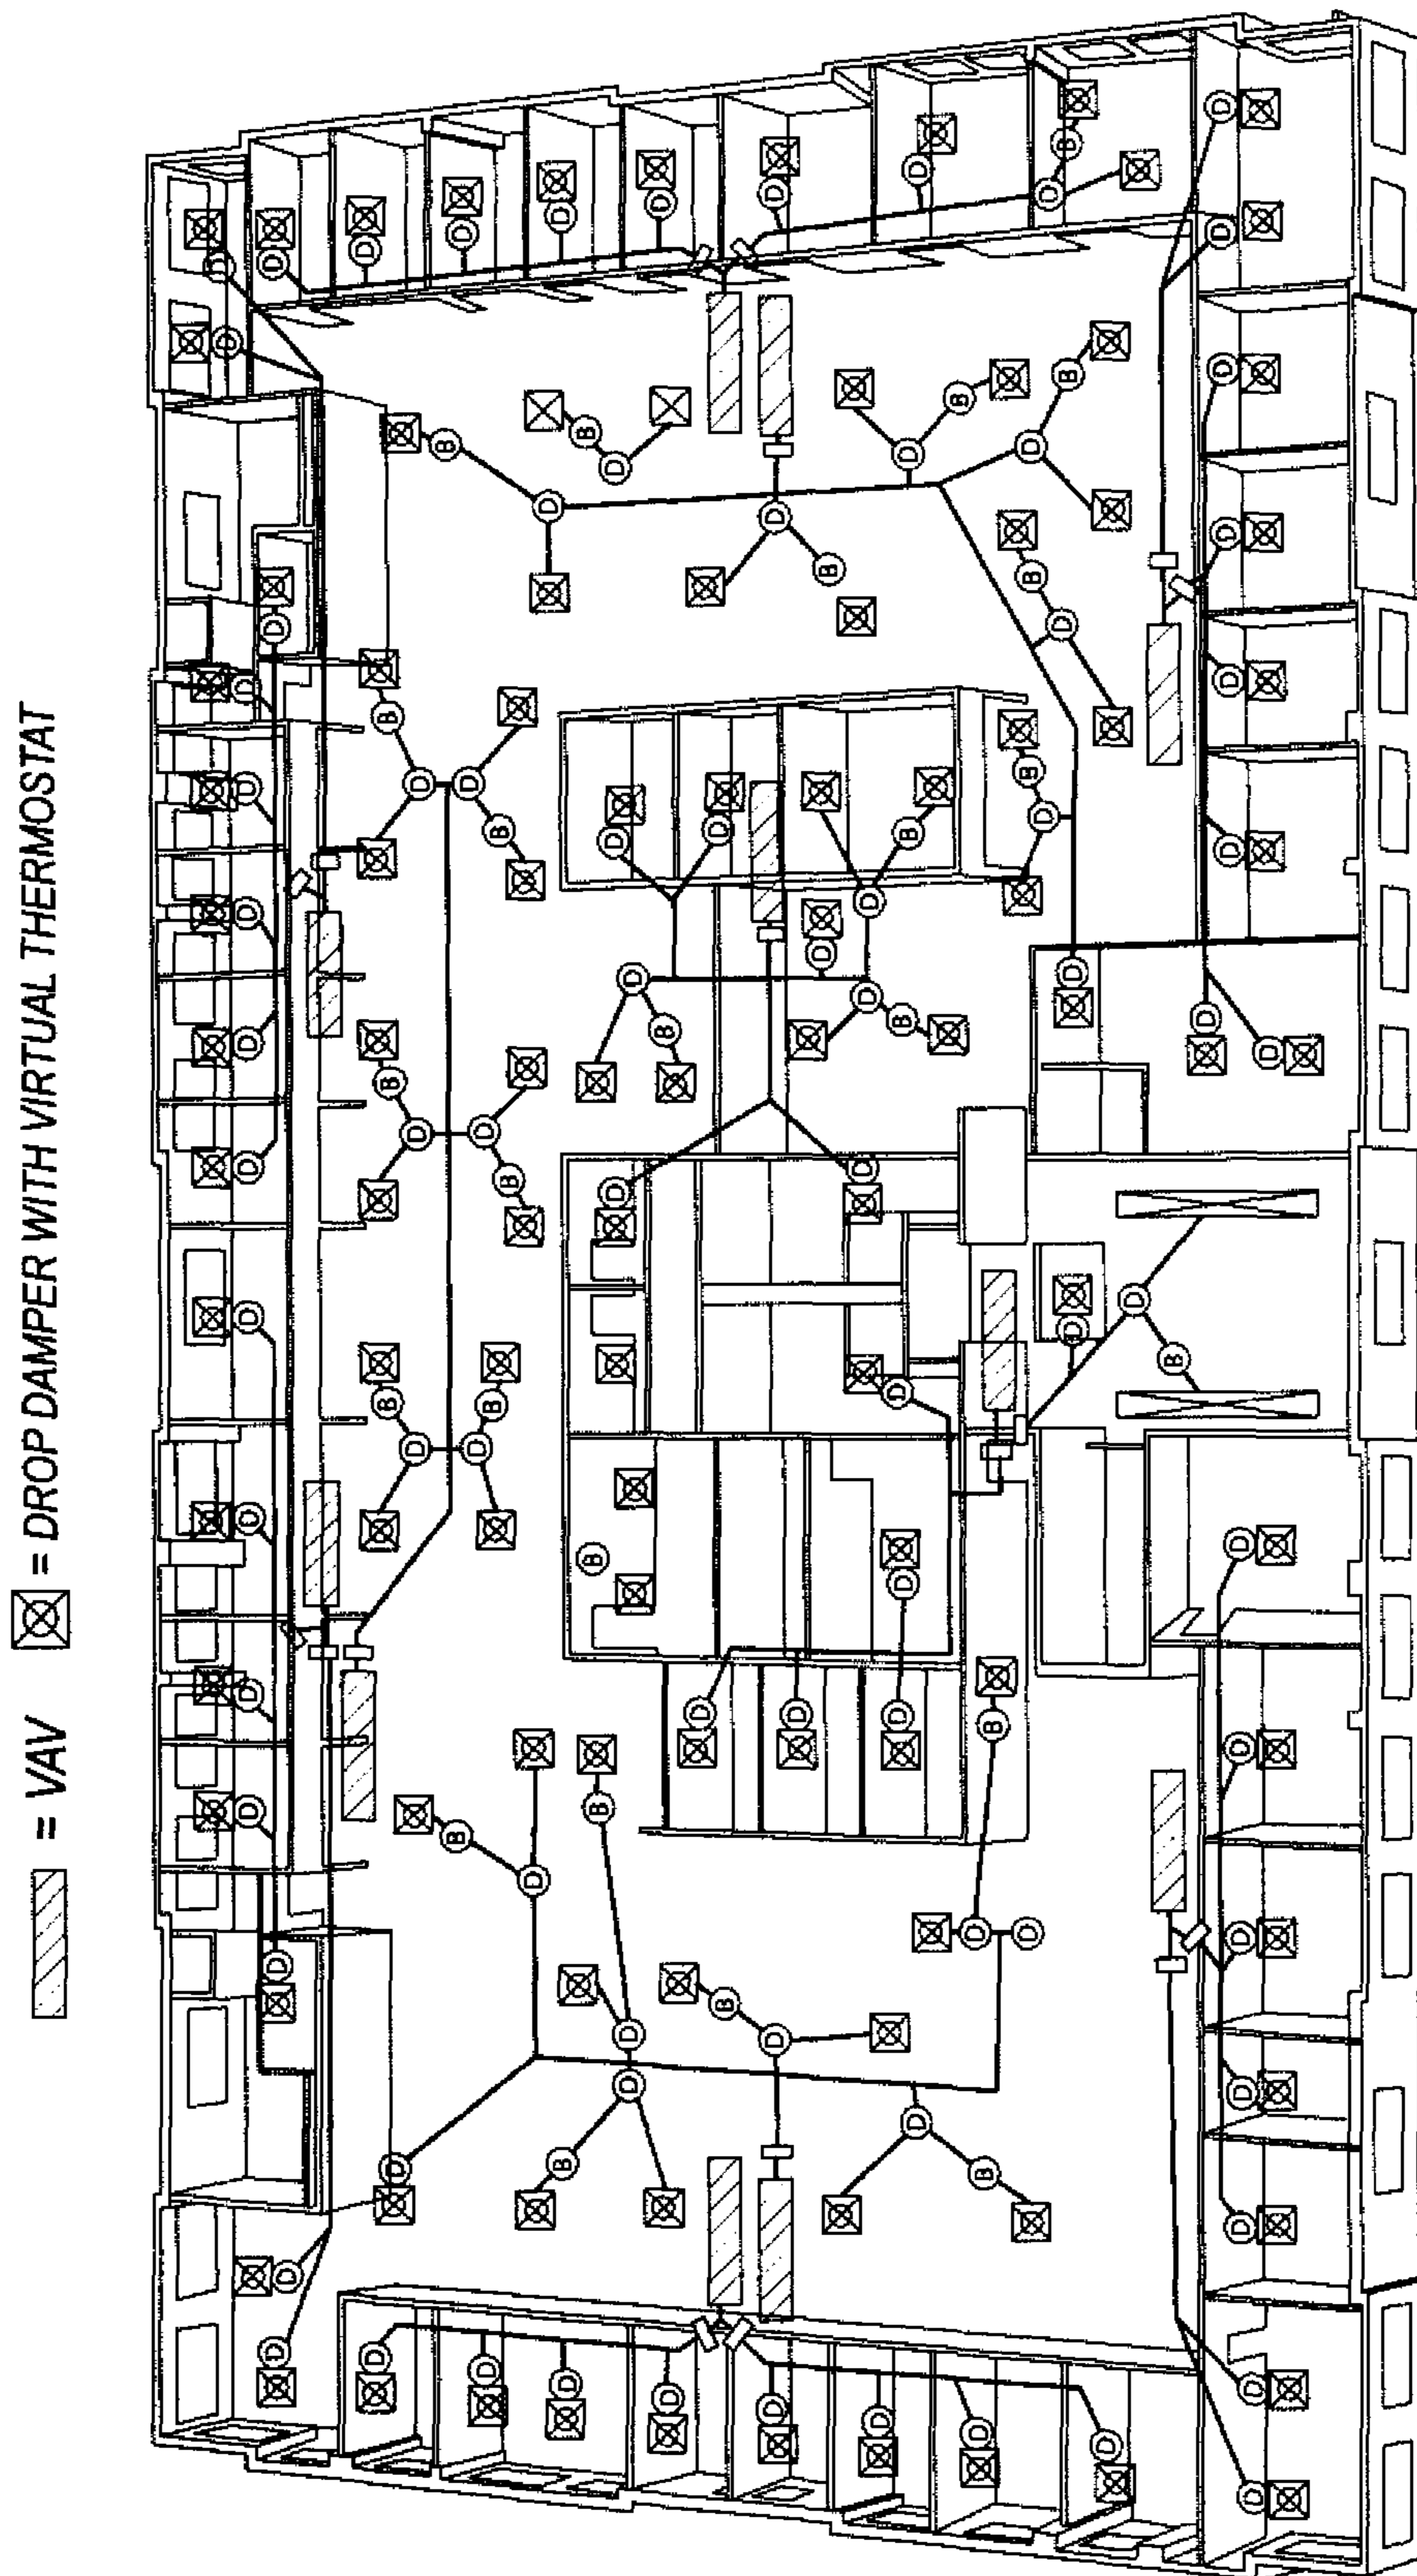 = VAV
= DROP DAMPER WITH VIRTUAL THERMOSTAT